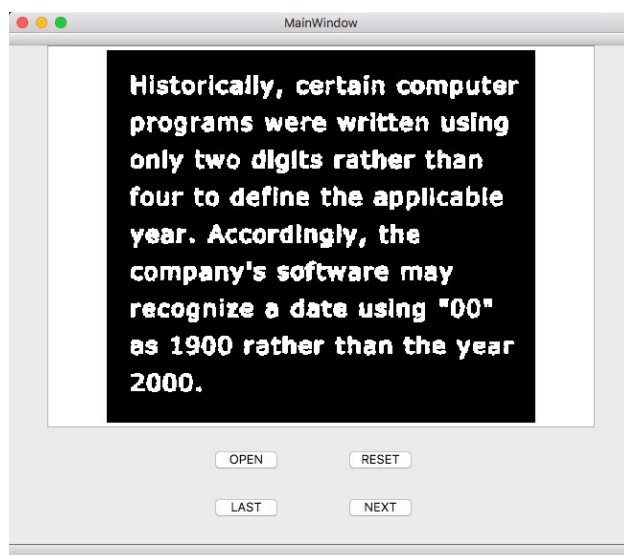 MainWindow
Historically, certain computer
programs were written using
only two digits rather than
four to define the applicable
year. Accordingly, the
company's software may
recognize a date using "00"
as 1900 rather than the year
2000.
OPEN
RESET
LAST
NEXT